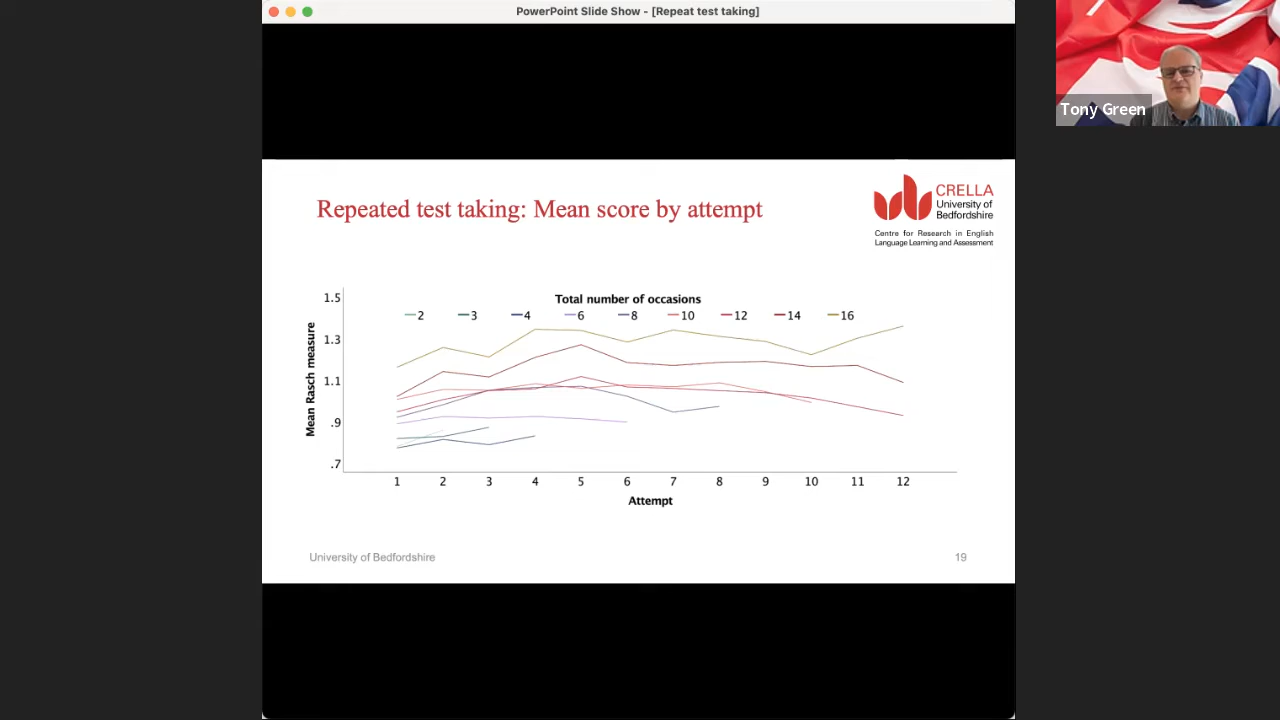 PowerPoint Slide Show - [Repeat test taking]
Tony Green
Repeated test taking: Mean score by attempt
CRELLA
University of
Bedfordshire
Centre for Research in English
Language Learning and Assessment
Total number of occasions
2 3 4 6 8 10 12 14 16
Mean Rasch measure
1.5
1.3
1.1
.9
.7
1 2 3 4 5 6 7 8 9 10 11 12
Attempt
University of Bedfordshire
19